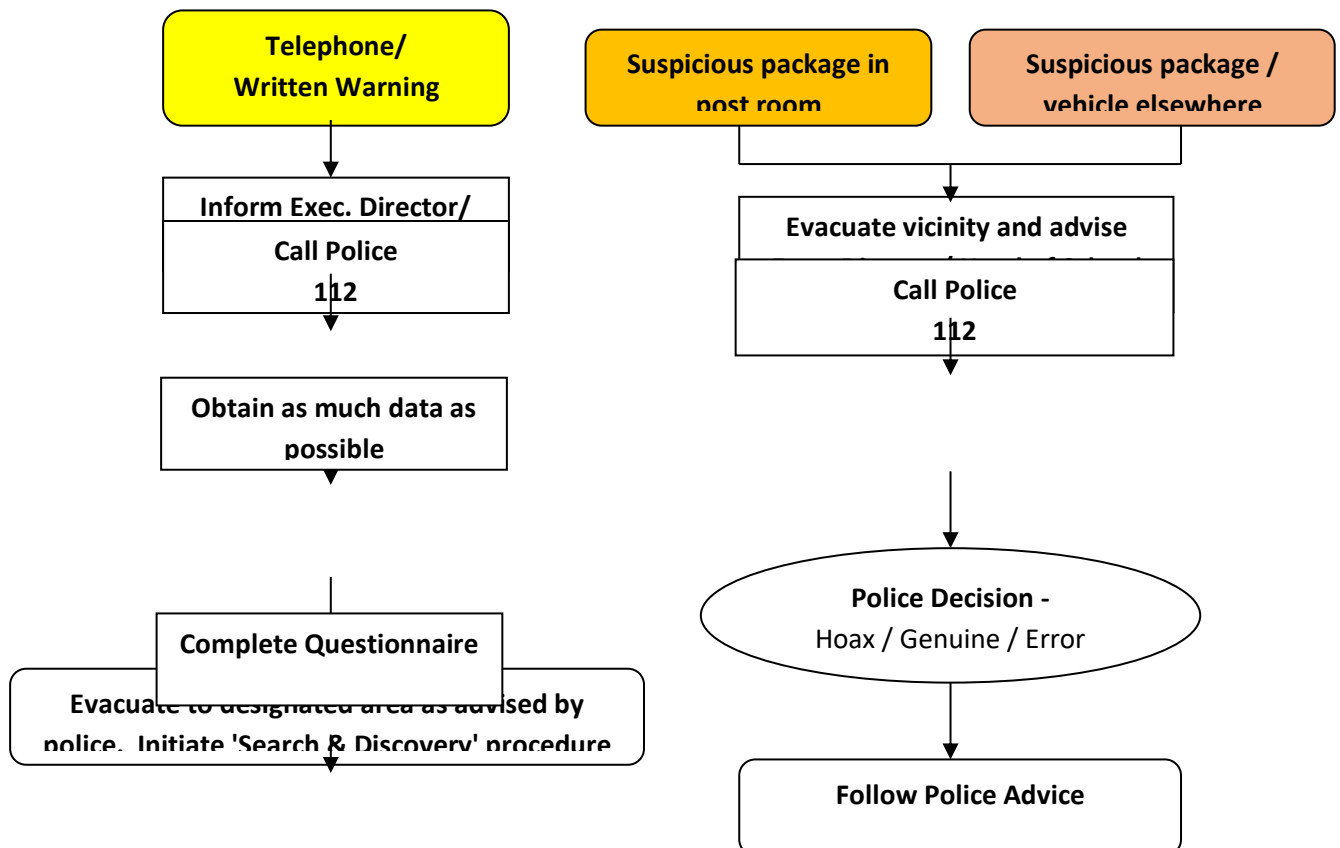 Telephone/
Written Warning
Inform Exec. Director/
Call Police
112
Obtain as much data as
possible
Complete Questionnaire
Evacuate to designated area as advised by
police. Initiate 'Search & Discovery' procedure
Suspicious package in
post room
Suspicious package /
vehicle elsewhere
Evacuate vicinity and advise
Call Police
112
Police Decision -
Hoax / Genuine / Error
Follow Police Advice